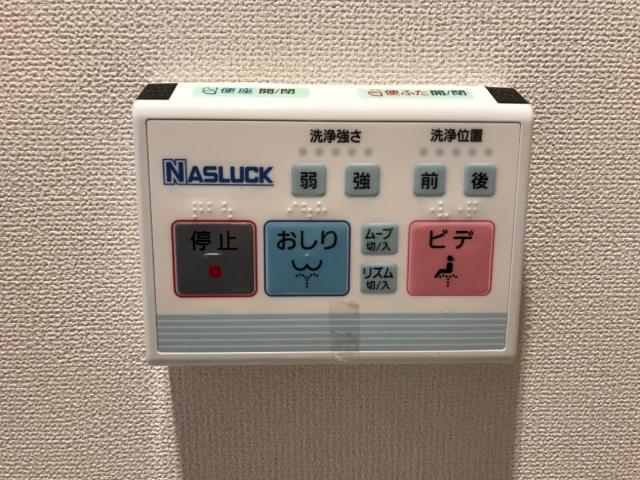 便座 開/閉
便ふた開/閉
洗浄強さ
洗浄位置
NASLUCK
弱
強
前
後
停止
おしり
ムーブ
切/入
リズム
切/入
ビデ